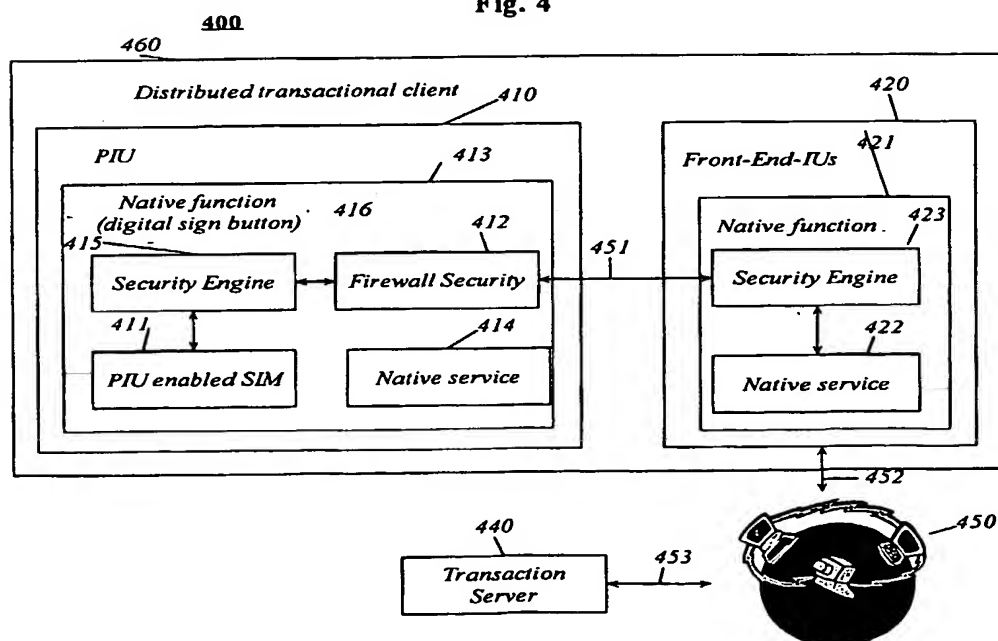 Fig. 4
400
460
Distributed transactional client
410
420
PIU
413
Front-End-IUs
421
Native function
(digital sign button)
416
412
415
Native function
423
Security Engine
Firewall Security
451
Security Engine
411
414
422
PIU enabled SIM
Native service
Native service
452
440
450
Transaction
Server
453